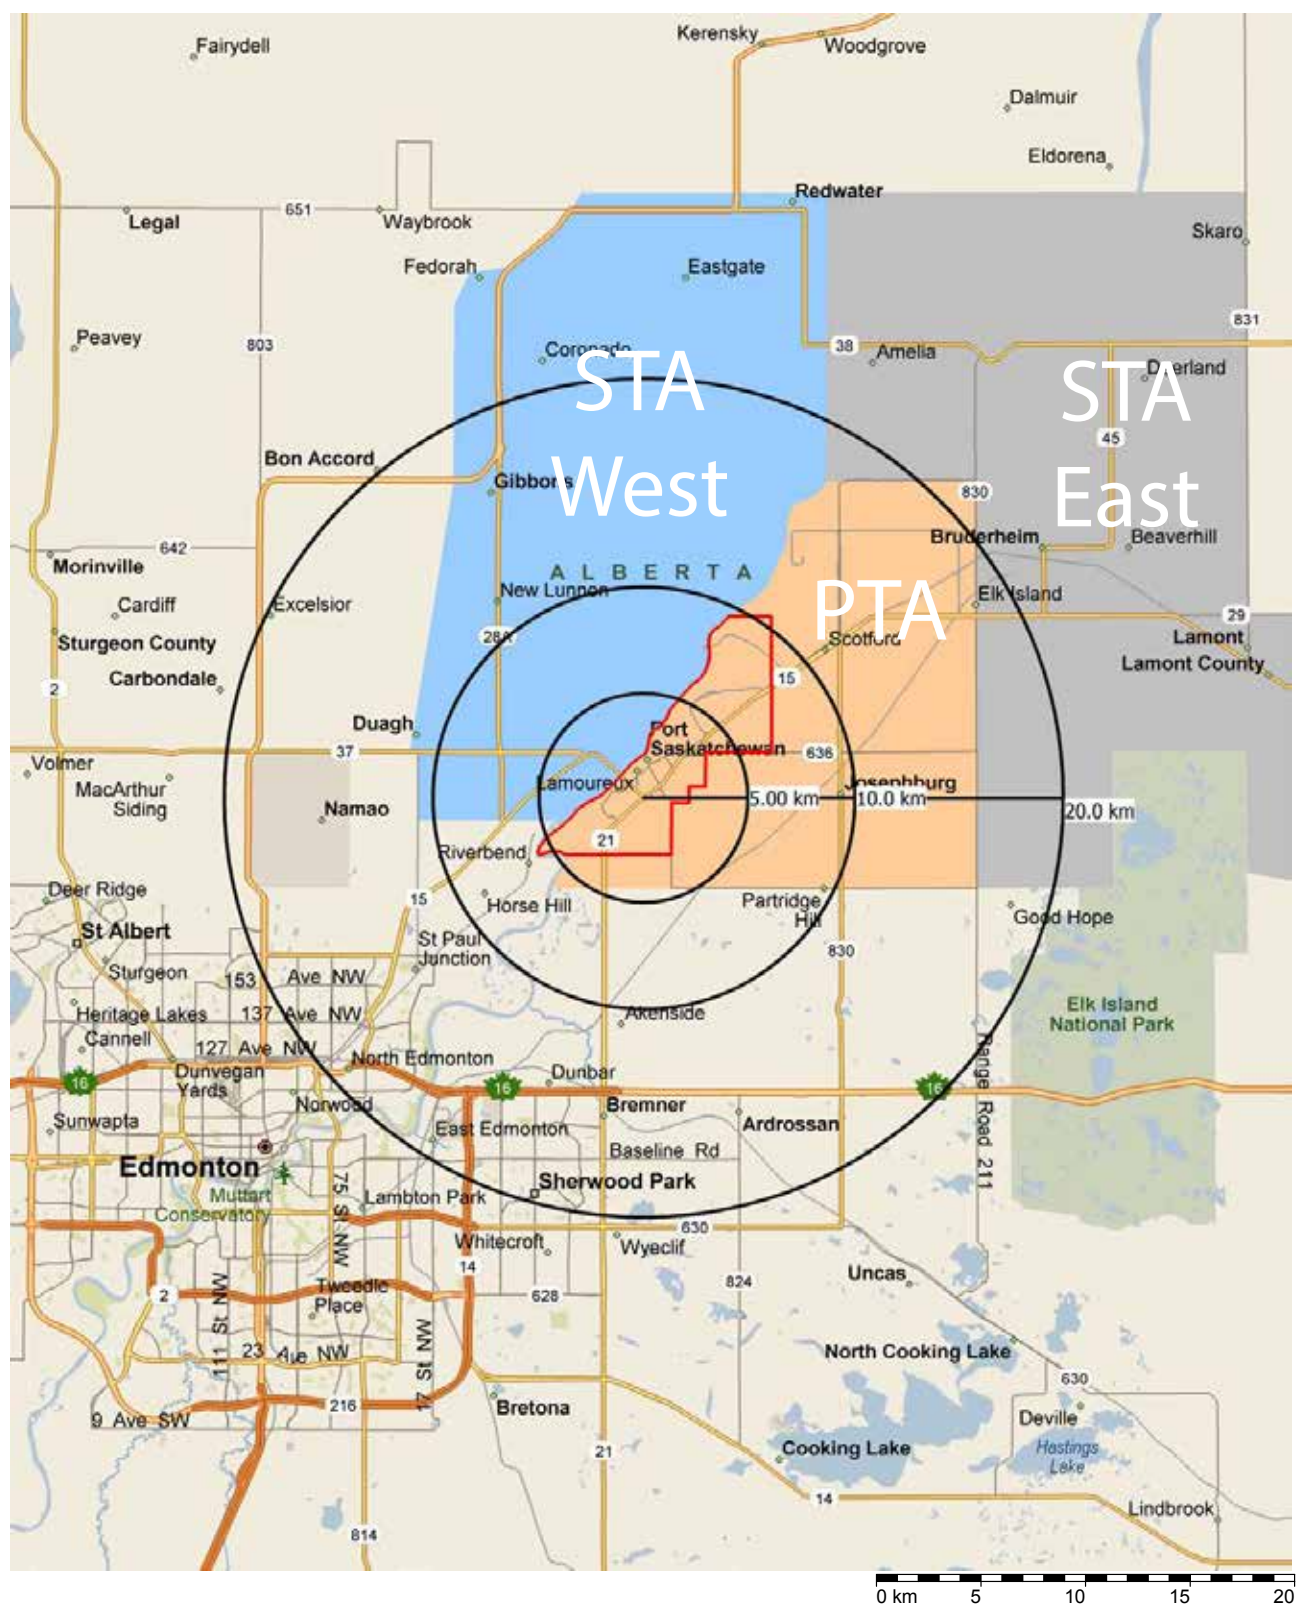 Kerensky
Fairydell
Woodgrove
Dalmuir
Eldorena
Redwater
651
Legal
Waybrook
Skaro
Fedorah
Eastgate
831
Peavey
803
38
Coronado
Amelia
STA
STA
Deerland
45
Bon Accord
Gibbons
West
East
830
Bruderheim
Beaverhill
642
Morinville
ALBERTA
New Lunnon
PTA
Elk Island
Cardiff
Excelsior
29
Sturgeon County
28A
Scotford
Lamont
Lamont County
Carbondale
15
2
Duagh
Fort
Saskatchewan
37
636
Volmer
Lamoureux
Josephburg
MacArthur
Siding
5.00 km
10.0 km
20.0 km
Namao
21
Riverbend
Deer Ridge
15
Horse Hill
Partridge
Hill
Good Hope
St Albert
St Paul
Junction
830
Sturgeon
153 Ave NW
Elk Island
National Park
Heritage Lakes
137 Ave NW
Akenside
Cannell
127 Ave NW
North Edmonton
Dunvegan
Yards
Dunbar
16
16
16
Range Road 211
Norwood
Bremner
Sunwapta
East Edmonton
Ardrossan
Baseline Rd
Edmonton
Sherwood Park
Muttart
Conservatory
75 St NW
Lambton Park
630
Whitecroft
Wyeclif
14
Uncas
824
2
Tweedle
Place
628
111 St NW
17 St NW
23 Ave NW
North Cooking Lake
630
216
Bretona
9 Ave SW
Deville
21
Cooking Lake
Hastings
Lake
14
Lindbrook
814
0 km 5 10 15 20